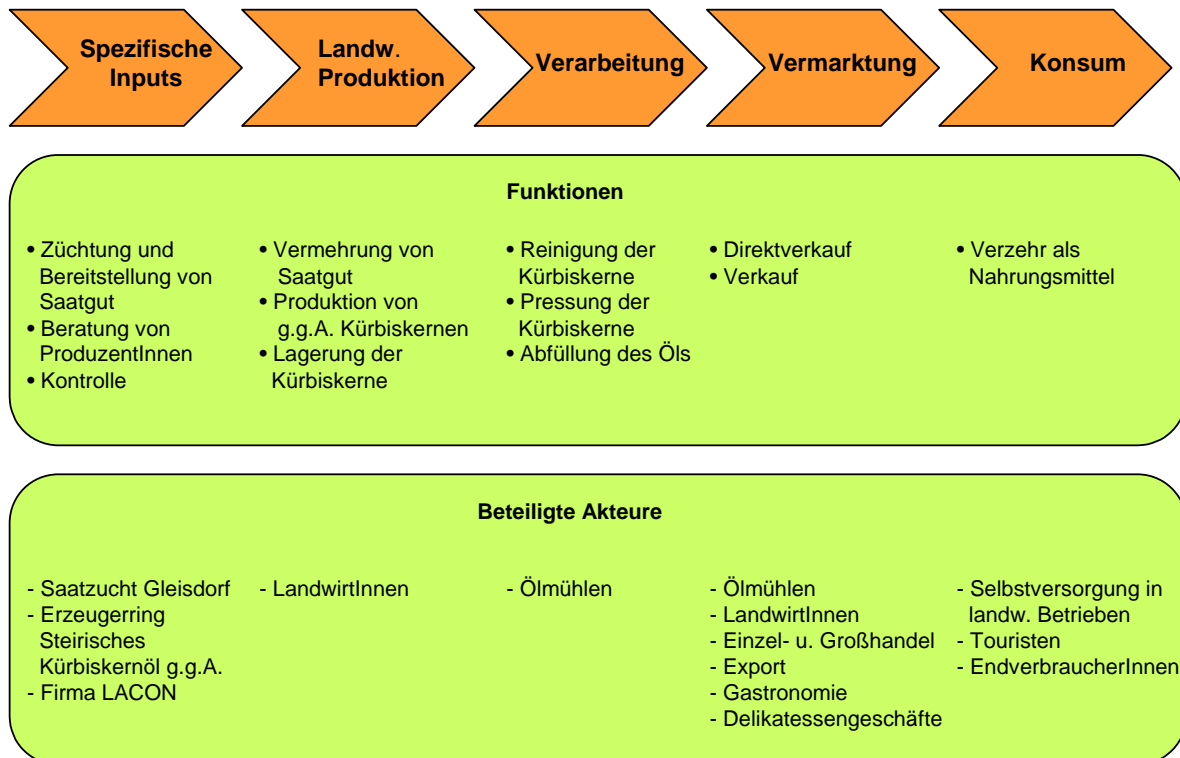 Spezifische
Inputs
Landw.
Produktion
Verarbeitung
Vermarktung
Konsum
Funktionen
• Züchtung und
Bereitstellung von
Saatgut
• Beratung von
ProduzentInnen
• Kontrolle
• Vermehrung von
Saatgut
• Produktion von
g.g.A. Kürbiskernen
• Lagerung der
Kürbiskerne
• Reinigung der
Kürbiskerne
• Pressung der
Kürbiskerne
• Abfüllung des Öls
• Direktverkauf
• Verkauf
• Verzehr als
Nahrungsmittel
Beteiligte Akteure
- Saatzucht Gleisdorf
- Erzeugerring
Steirisches
Kürbiskernöl g.g.A.
- Firma LACON
- LandwirtInnen
- Ölmühlen
- Ölmühlen
- LandwirtInnen
- Einzel- u. Großhandel
- Export
- Gastronomie
- Delikatessengeschäfte
- Selbstversorgung in
landw. Betrieben
- Touristen
- EndverbraucherInnen